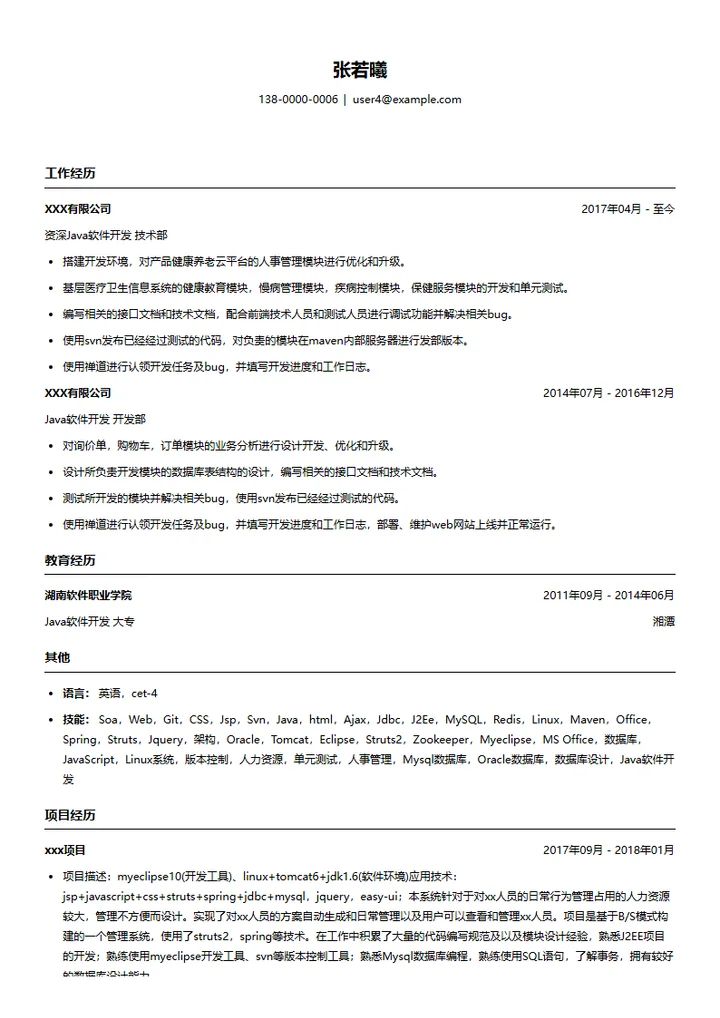 张若曦
138-0000-0006 | user4@example.com
工作经历
XXX有限公司 2017年04月 - 至今
资深Java软件开发 技术部
• 搭建开发环境，对产品健康养老云平台的人事管理模块进行优化和升级。
• 基层医疗卫生信息系统的健康教育模块，慢病管理模块，疾病控制模块，保健服务模块的开发和单元测试。
• 编写相关的接口文档和技术文档，配合前端技术人员和测试人员进行调试功能并解决相关bug。
• 使用svn发布已经经过测试的代码，对负责的模块在maven内部服务器进行发部版本。
• 使用禅道进行认领开发任务及bug，并填写开发进度和工作日志。
XXX有限公司 2014年07月 - 2016年12月
Java软件开发 开发部
• 对询价单，购物车，订单模块的业务分析进行设计开发、优化和升级。
• 设计所负责开发模块的数据库表结构的设计，编写相关的接口文档和技术文档。
• 测试所开发的模块并解决相关bug，使用svn发布已经经过测试的代码。
• 使用禅道进行认领开发任务及bug，并填写开发进度和工作日志，部署、维护web网站上线并正常运行。
教育经历
湖南软件职业学院 2011年09月 - 2014年06月
Java软件开发 大专 湘潭
其他
• 语言： 英语，cet-4
• 技能： Soa，Web，Git，CSS，Jsp，Svn，Java，html，Ajax，Jdbc，J2Ee，MySQL，Redis，Linux，Maven，Office，
Spring，Struts，Jquery，架构，Oracle，Tomcat，Eclipse，Struts2，Zookeeper，Myeclipse，MS Office，数据库，
JavaScript，Linux系统，版本控制，人力资源，单元测试，人事管理，Mysql数据库，Oracle数据库，数据库设计，Java软件开
发
项目经历
xxx项目 2017年09月 - 2018年01月
• 项目描述：myeclipse10(开发工具)、linux+tomcat6+jdk1.6(软件环境)应用技术：
jsp+javascript+css+struts+spring+jdbc+mysql，jquery，easy-ui；本系统针对于对xx人员的日常行为管理占用的人力资源
较大，管理不方便而设计。实现了对xx人员的方案自动生成和日常管理以及用户可以查看和管理xx人员。项目是基于B/S模式构
建的一个管理系统，使用了struts2，spring等技术。在工作中积累了大量的代码编写规范及以及模块设计经验，熟悉J2EE项目
的开发；熟练使用myeclipse开发工具、svn等版本控制工具；熟悉Mysql数据库编程，熟练使用SQL语句，了解事务，拥有较好
的数据库设计能力